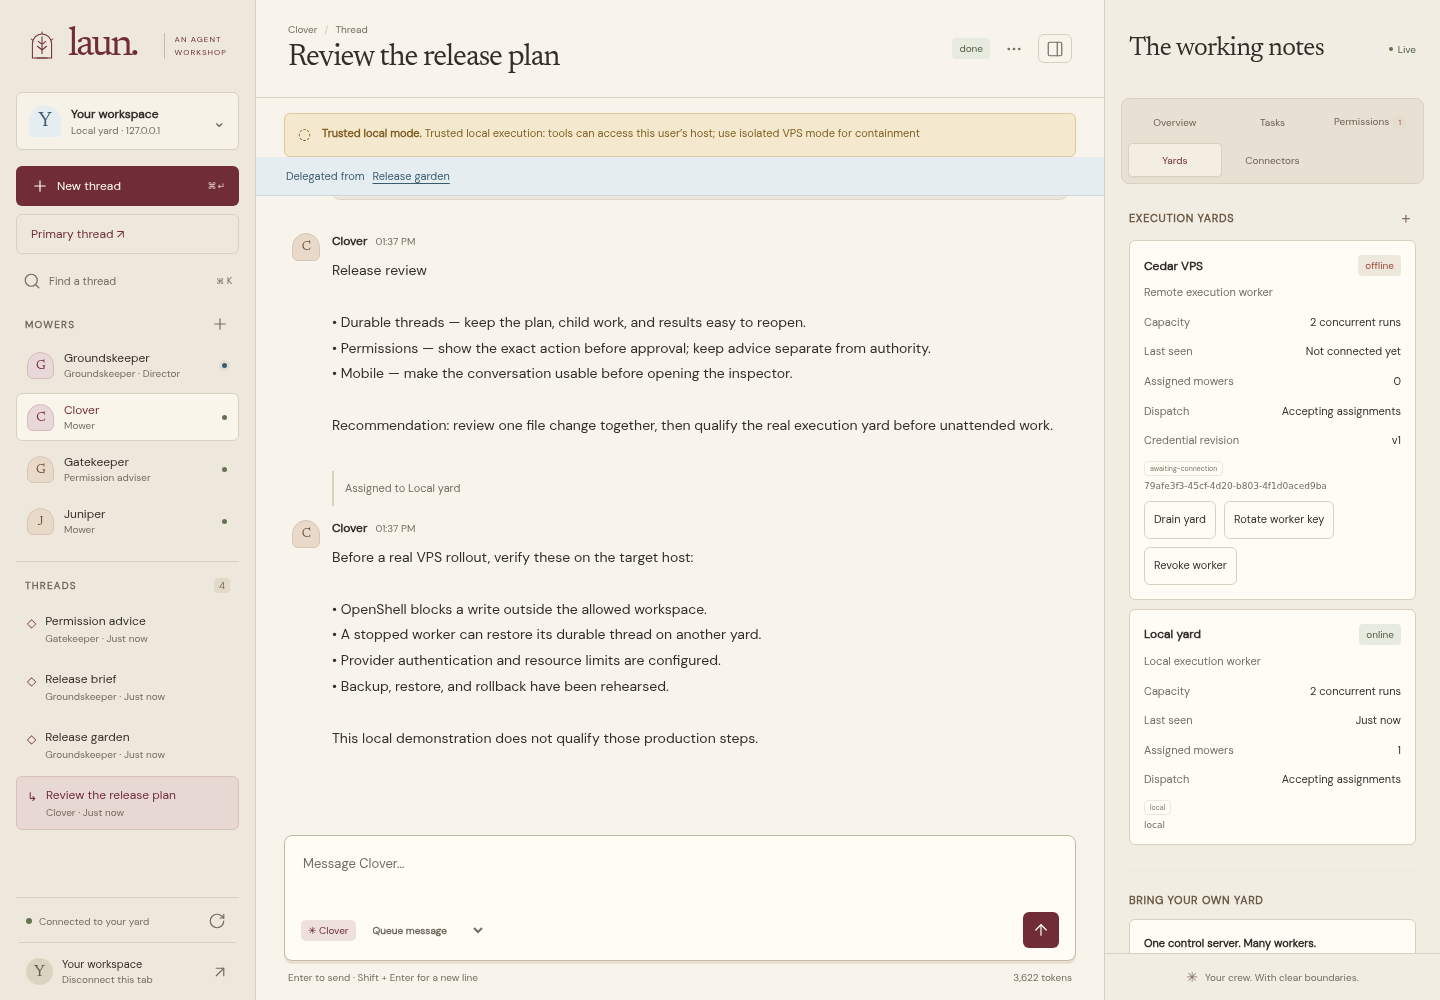 laun.
AN AGENT
WORKSHOP
Y
Your workspace
Local yard · 127.0.0.1
New thread ⌘↵
Primary thread ↗
Find a thread ⌘ K
MOWERS
G
Groundskeeper
Groundskeeper · Director
C
Clover
Mower
G
Gatekeeper
Permission adviser
J
Juniper
Mower
THREADS 4
Permission advice
Gatekeeper · Just now
Release brief
Groundskeeper · Just now
Release garden
Groundskeeper · Just now
Review the release plan
Clover · Just now
Connected to your yard
Y
Your workspace
Disconnect this tab
Clover / Thread
Review the release plan
done
Trusted local mode. Trusted local execution: tools can access this user's host; use isolated VPS mode for containment
Delegated from Release garden
C
Clover 01:37 PM
Release review
• Durable threads — keep the plan, child work, and results easy to reopen.
• Permissions — show the exact action before approval; keep advice separate from authority.
• Mobile — make the conversation usable before opening the inspector.
Recommendation: review one file change together, then qualify the real execution yard before unattended work.
Assigned to Local yard
C
Clover 01:37 PM
Before a real VPS rollout, verify these on the target host:
• OpenShell blocks a write outside the allowed workspace.
• A stopped worker can restore its durable thread on another yard.
• Provider authentication and resource limits are configured.
• Backup, restore, and rollback have been rehearsed.
This local demonstration does not qualify those production steps.
Message Clover...
✳ Clover
Queue message
Enter to send · Shift + Enter for a new line
3,622 tokens
The working notes
Live
Overview
Tasks
Permissions 1
Yards
Connectors
EXECUTION YARDS +
Cedar VPS offline
Remote execution worker
Capacity 2 concurrent runs
Last seen Not connected yet
Assigned mowers 0
Dispatch Accepting assignments
Credential revision v1
awaiting-connection
79afe3f3-45cf-4d20-b803-4f1d0aced9ba
Drain yard
Rotate worker key
Revoke worker
Local yard online
Local execution worker
Capacity 2 concurrent runs
Last seen Just now
Assigned mowers 1
Dispatch Accepting assignments
local
local
BRING YOUR OWN YARD
One control server. Many workers.
Your crew. With clear boundaries.